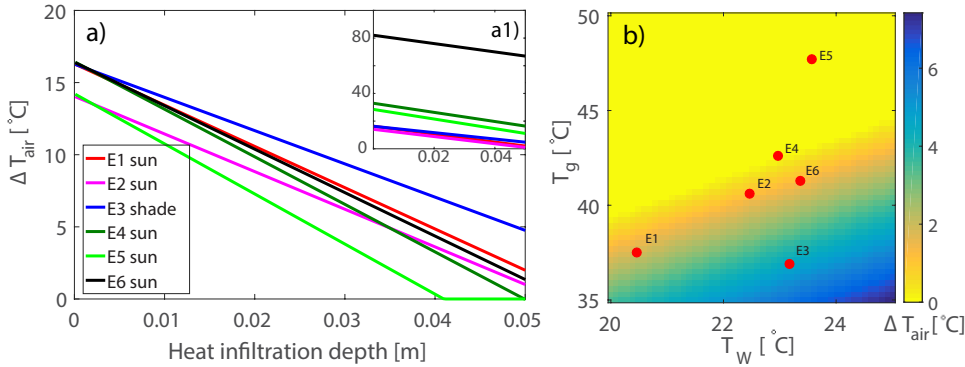 a)
20
15
10
5
0
Δ T_air [ °C]
0
0.01
0.02
0.03
0.04
0.05
Heat infiltration depth [m]
E1 sun
E2 sun
E3 shade
E4 sun
E5 sun
E6 sun
a1)
80
40
0
0.02
0.04
b)
50
45
40
35
T_g [°C]
20
22
24
T_W [ °C]
E1
E2
E3
E4
E5
E6
6
4
2
0
Δ T_air [°C]